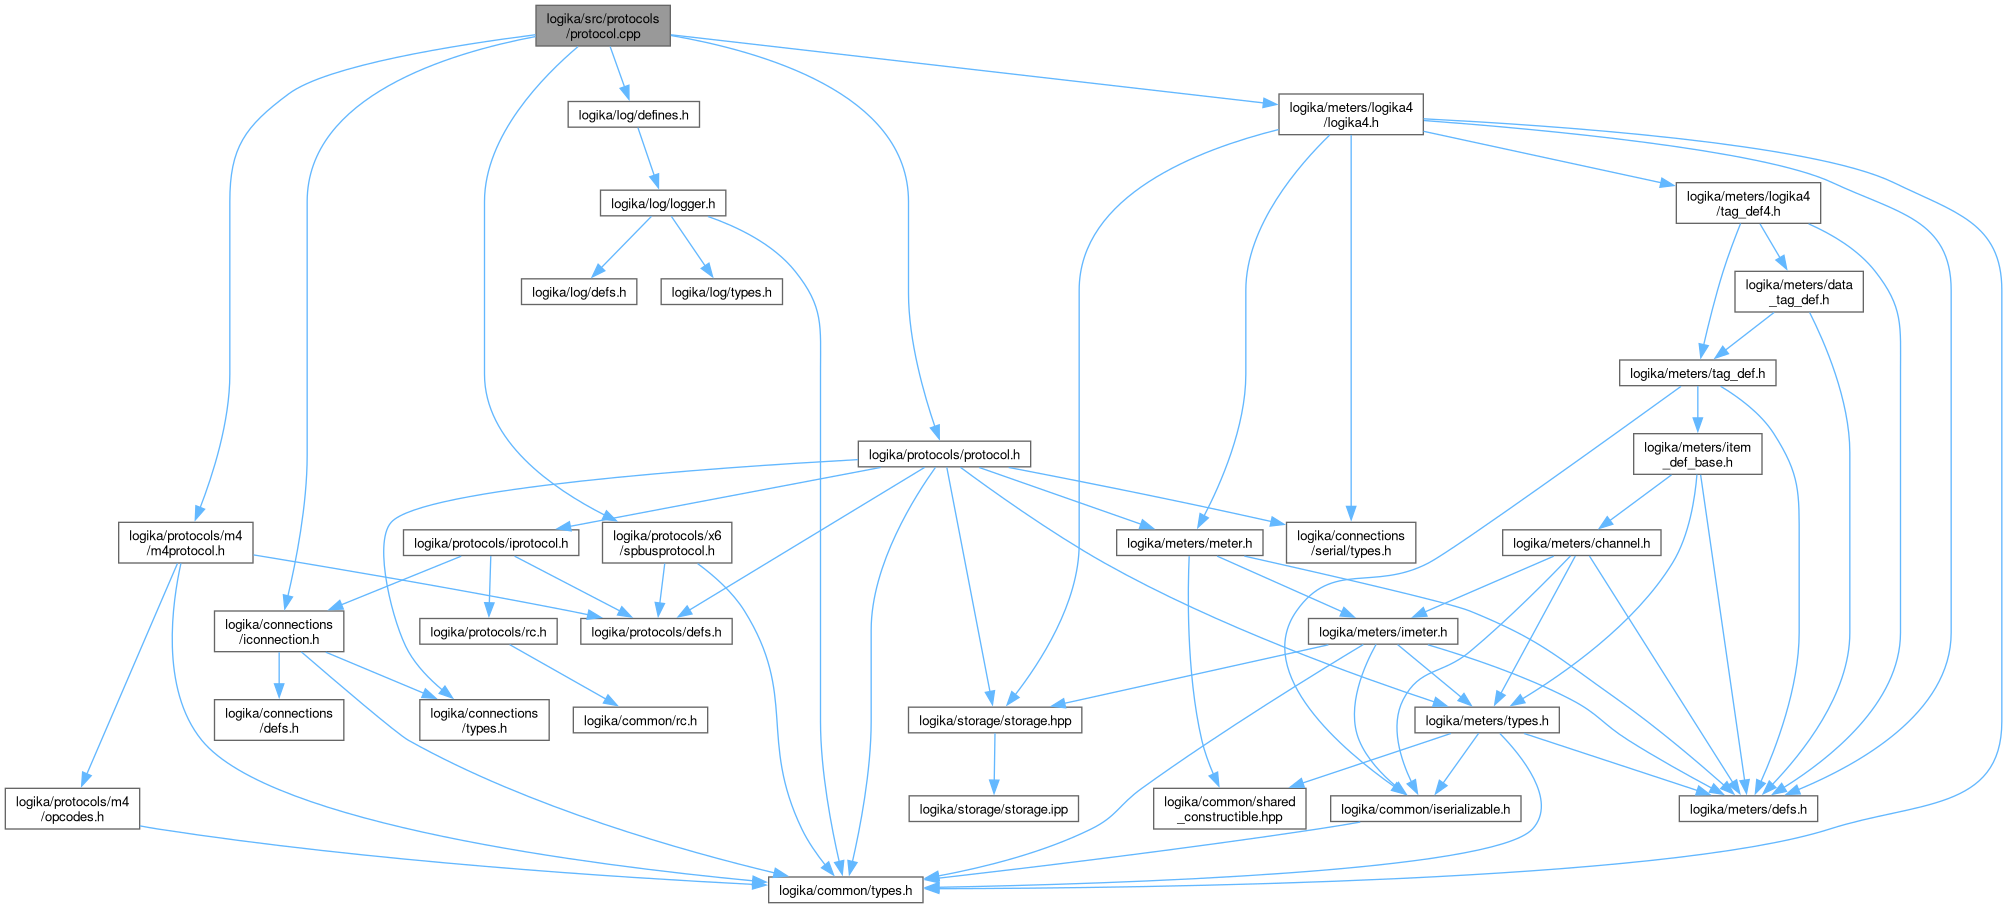 logika/src/protocols
/protocol.cpp
logika/log/defines.h
logika/meters/logika4
/logika4.h
logika/log/logger.h
logika/meters/logika4
/tag_def4.h
logika/log/defs.h
logika/log/types.h
logika/meters/data
_tag_def.h
logika/meters/tag_def.h
logika/protocols/protocol.h
logika/meters/item
_def_base.h
logika/protocols/m4
/m4protocol.h
logika/protocols/iprotocol.h
logika/protocols/x6
/spbusprotocol.h
logika/meters/meter.h
logika/connections
/serial/types.h
logika/meters/channel.h
logika/connections
/iconnection.h
logika/protocols/rc.h
logika/protocols/defs.h
logika/meters/imeter.h
logika/connections
/defs.h
logika/connections
/types.h
logika/common/rc.h
logika/storage/storage.hpp
logika/meters/types.h
logika/protocols/m4
/opcodes.h
logika/storage/storage.ipp
logika/common/shared
_constructible.hpp
logika/common/iserializable.h
logika/meters/defs.h
logika/common/types.h